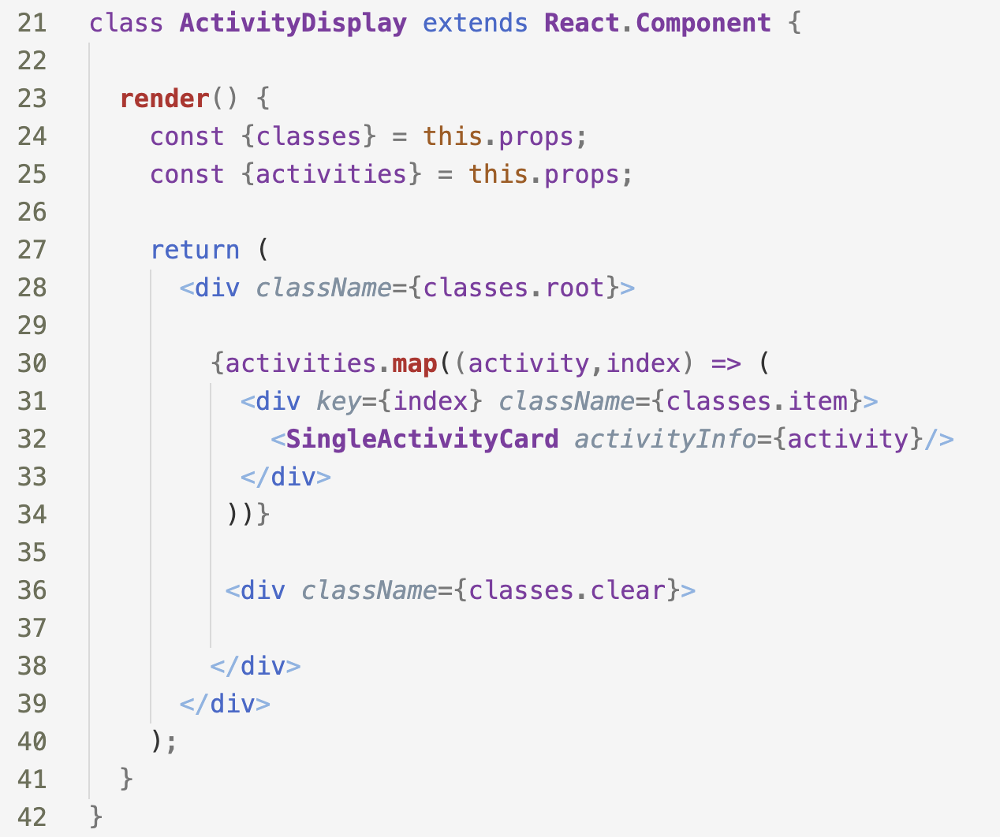 21 class ActivityDisplay extends React.Component {
22
23 render() {
24 const {classes} = this.props;
25 const {activities} = this.props;
26
27 return (
28 <div className={classes.root}>
29
30 {activities.map((activity,index) => (
31 <div key={index} className={classes.item}>
32 <SingleActivityCard activityInfo={activity}/>
33 </div>
34 ))}
35
36 <div className={classes.clear}>
37
38 </div>
39 </div>
40 );
41 }
42 }